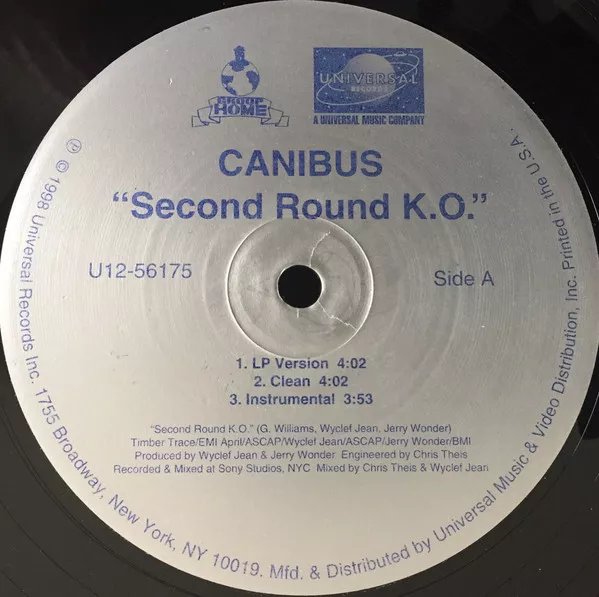 GROUP
HOME
UNIVERSAL
RECORDS
A UNIVERSAL MUSIC COMPANY
CANIBUS
"Second Round K.O."
U12-56175
Side A
1. LP Version 4:02
2. Clean 4:02
3. Instrumental 3:53
"Second Round K.O." (G. Williams, Wyclef Jean, Jerry Wonder)
Timber Trace/EMI April/ASCAP/Wyclef Jean/ASCAP/Jerry Wonder/BMI
Produced by Wyclef Jean & Jerry Wonder Engineered by Chris Theis
Recorded & Mixed at Sony Studios, NYC Mixed by Chris Theis & Wyclef Jean
℗ © 1998 Universal Records Inc. 1755 Broadway, New York, NY 10019. Mfd. & Distributed by Universal Music & Video Distribution, Inc. Printed in the U.S.A.